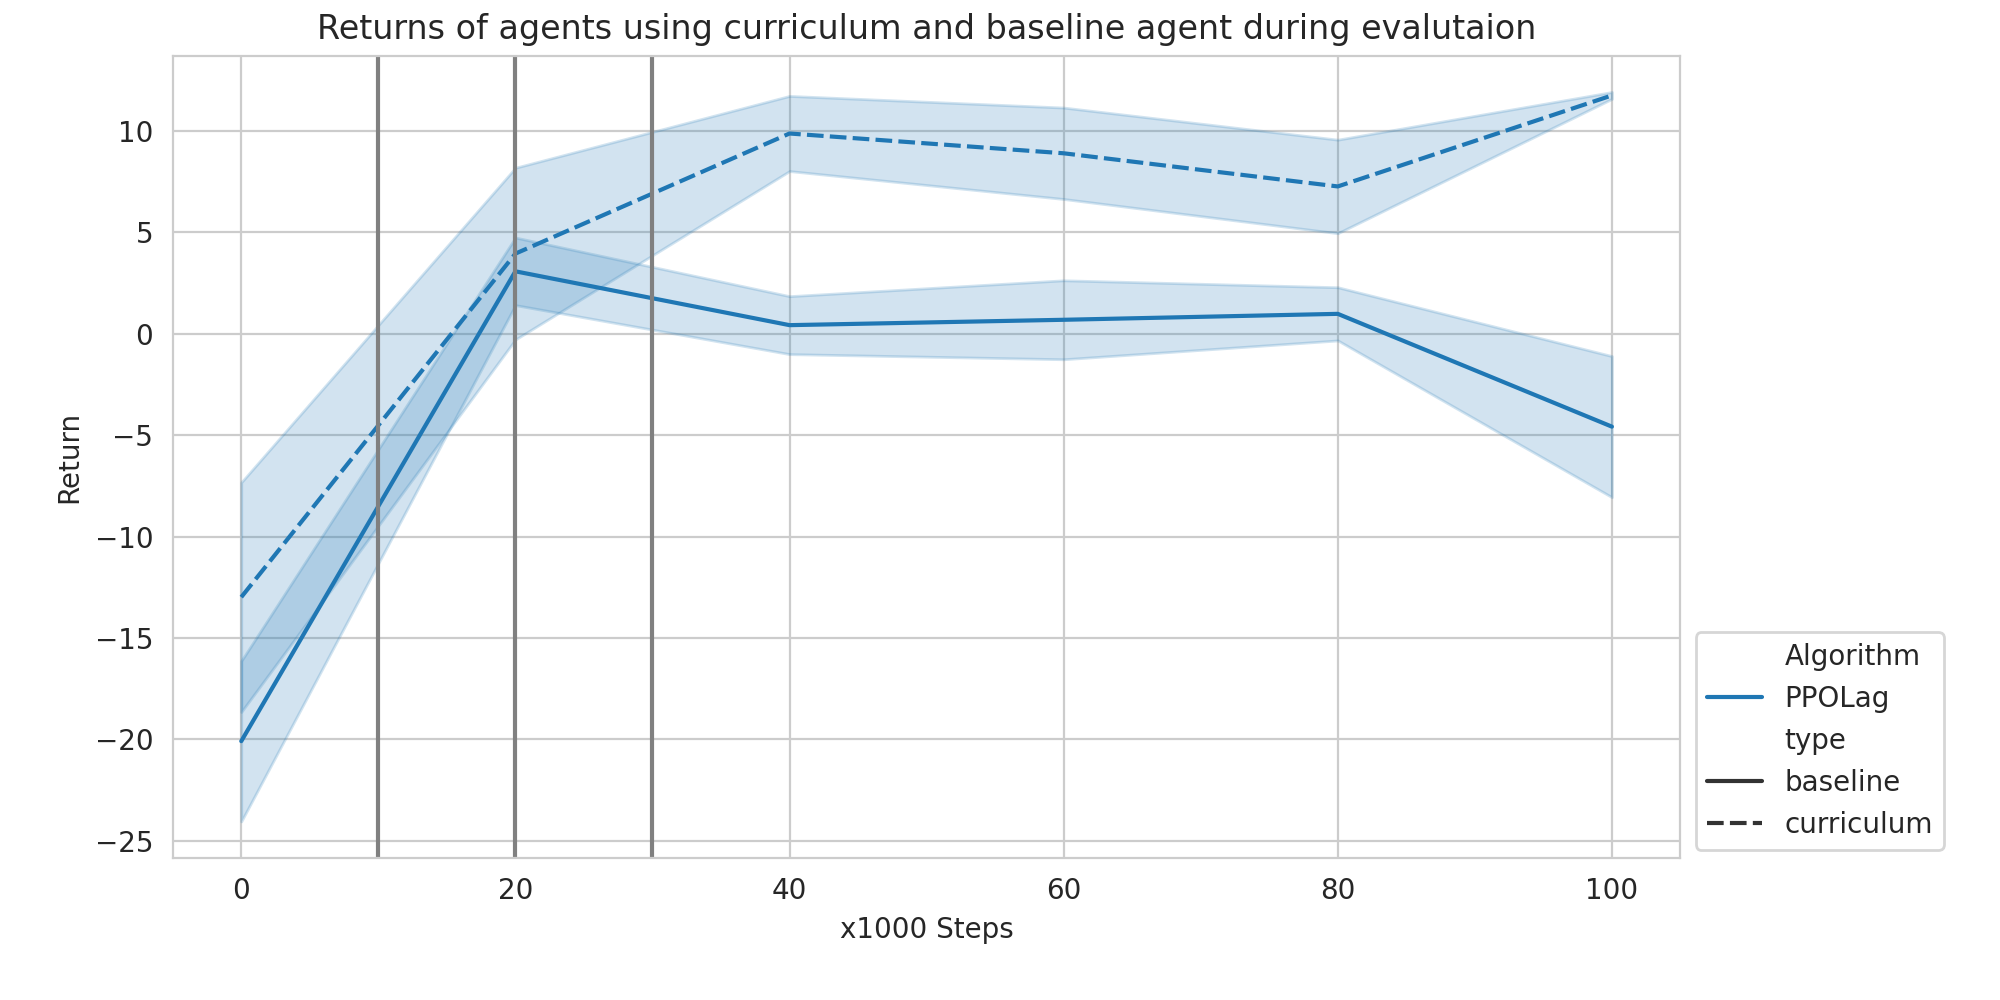 Returns of agents using curriculum and baseline agent during evalutaion
10
5
0
−5
−10
−15
−20
−25
Return
0 20 40 60 80 100
x1000 Steps
Algorithm
PPOLag
type
baseline
curriculum